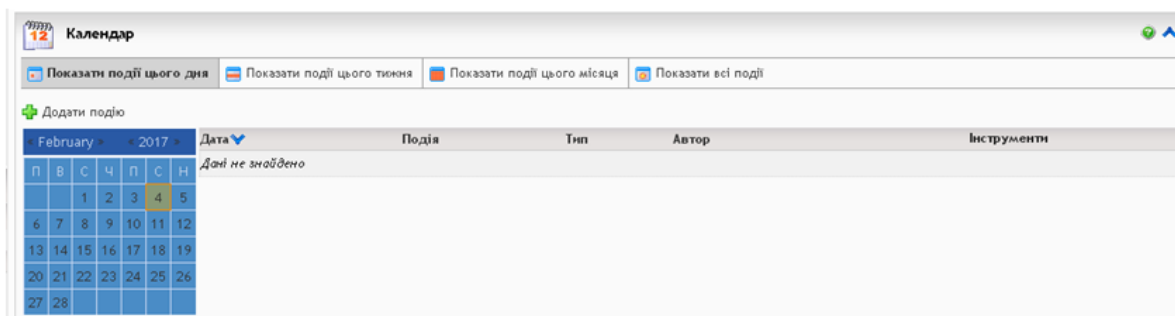 12 Календар
Показати події цього дня Показати події цього тижня Показати події цього місяця Показати всі події
Додати подію
« February » « 2017 » Дата Подія Тип Автор Інструменти
П В С Ч П С Н Дані не знайдено
1 2 3 4 5
6 7 8 9 10 11 12
13 14 15 16 17 18 19
20 21 22 23 24 25 26
27 28